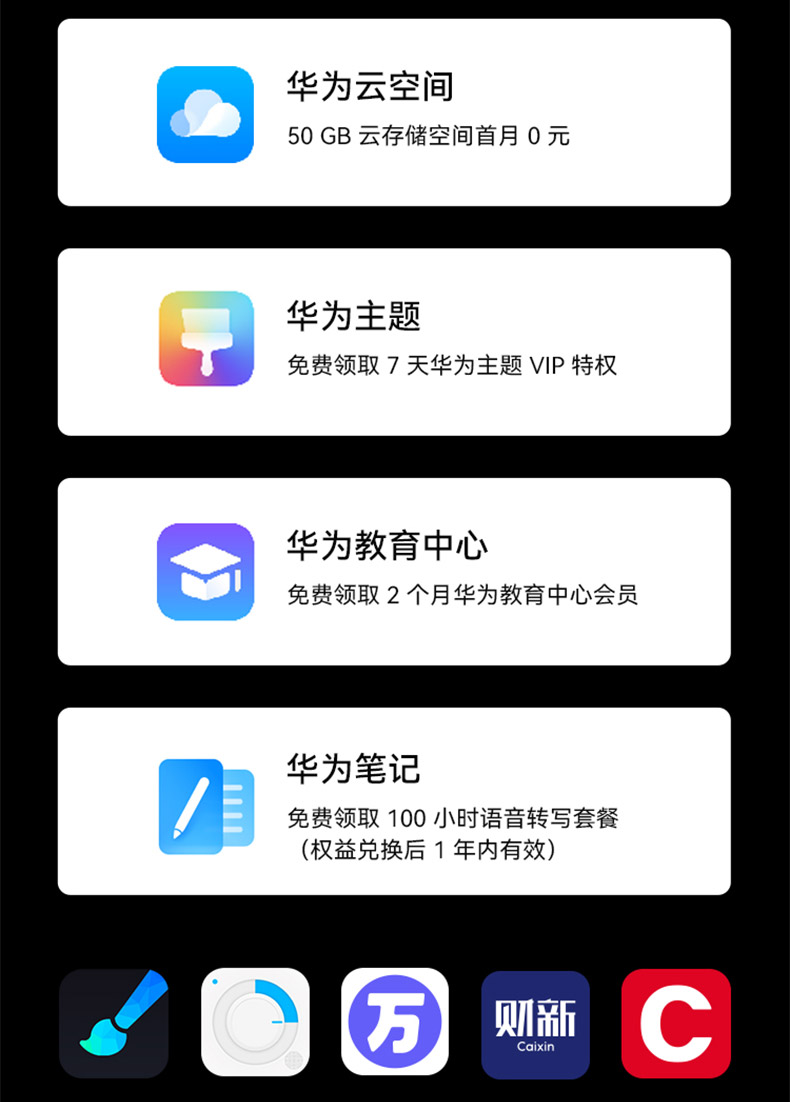 华为云空间
50 GB 云存储空间首月 0 元
华为主题
免费领取 7 天华为主题 VIP 特权
华为教育中心
免费领取 2 个月华为教育中心会员
华为笔记
免费领取 100 小时语音转写套餐
（权益兑换后 1 年内有效）
万
财新
Caixin
C